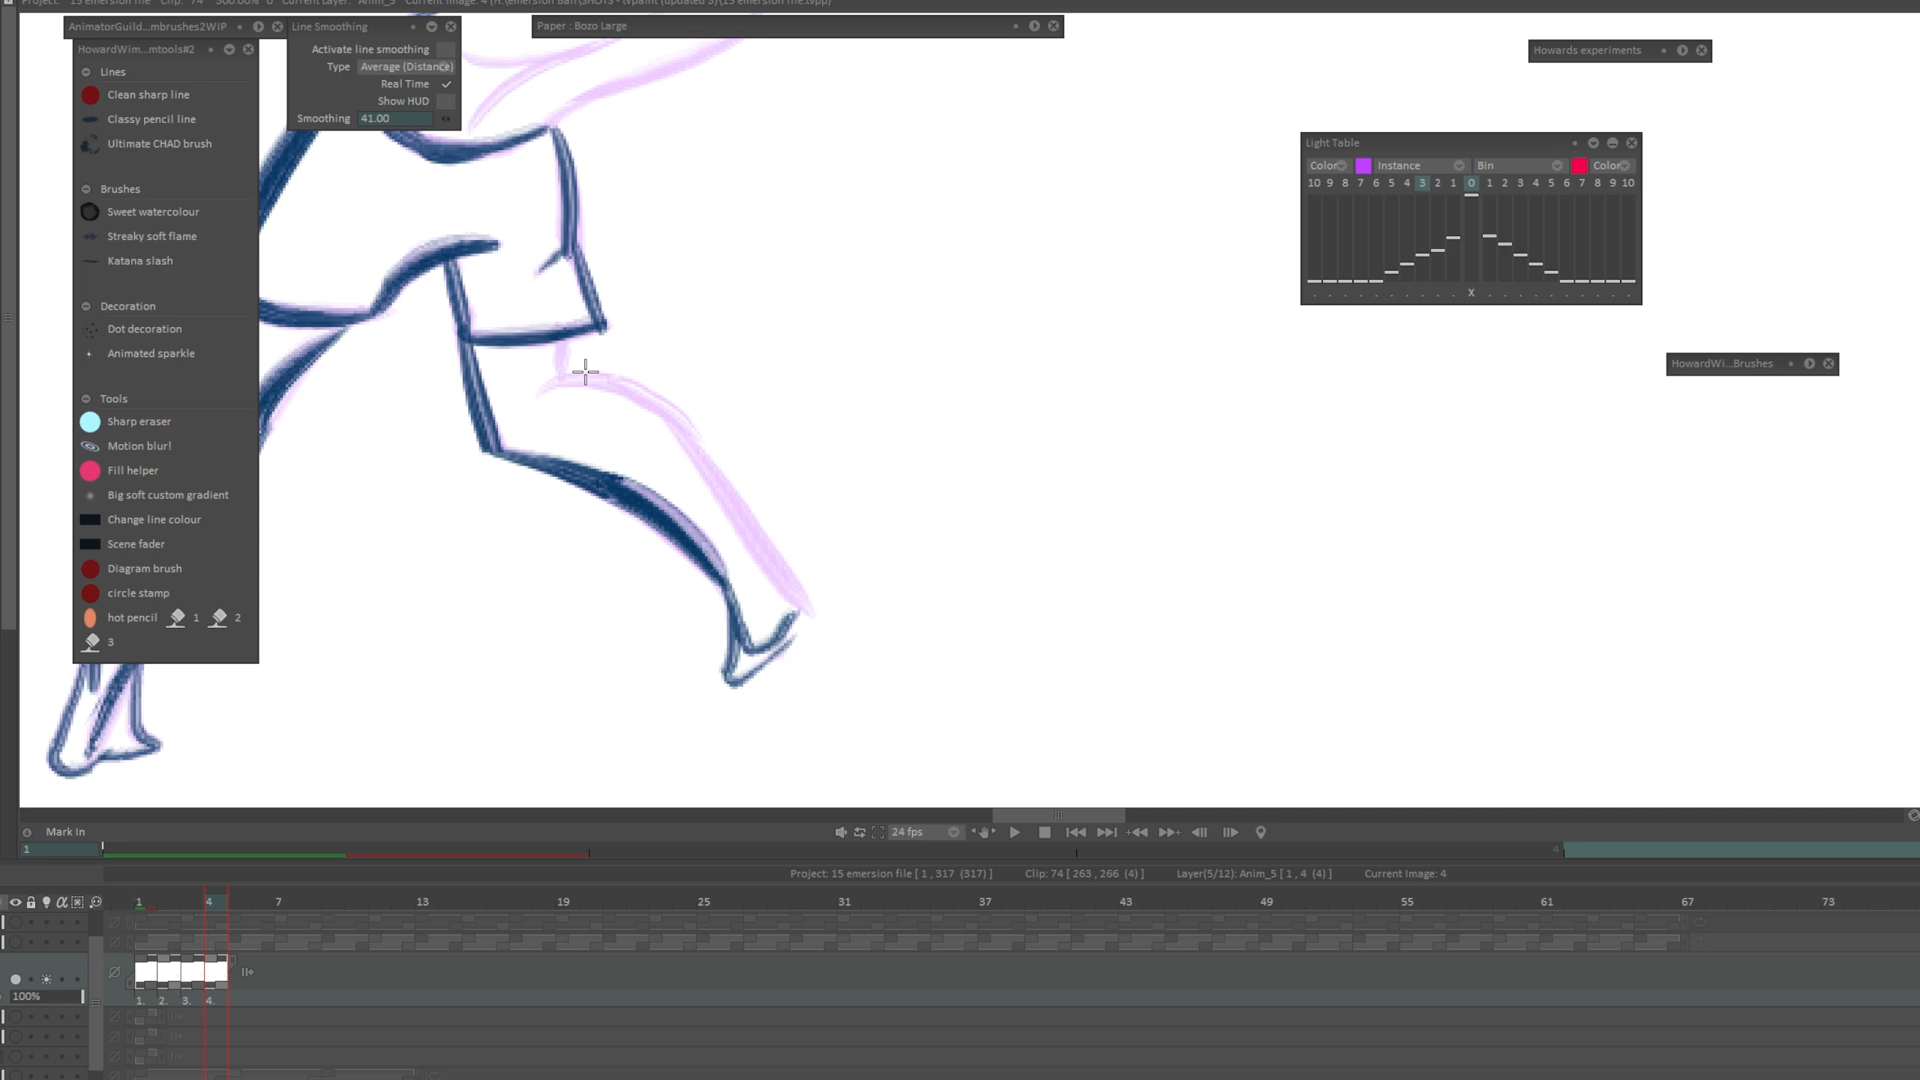 AnimatorGuild...mbrushes2WIP
Line Smoothing
Paper : Bozo Large
HowardWim...mtools#2
Activate line smoothing
Type Average (Distance)
Real Time
Show HUD
Smoothing 41.00
Howards experiments
Lines
Clean sharp line
Classy pencil line
Ultimate CHAD brush
Brushes
Sweet watercolour
Streaky soft flame
Katana slash
Decoration
Dot decoration
Animated sparkle
Tools
Sharp eraser
Motion blur!
Fill helper
Big soft custom gradient
Change line colour
Scene fader
Diagram brush
circle stamp
hot pencil 1 2
3
Light Table
Color Instance Bin Color
10 9 8 7 6 5 4 3 2 1 0 1 2 3 4 5 6 7 8 9 10
X
HowardWi...Brushes
Mark In
24 fps
1
4
Project: 15 emersion file [ 1 , 317 (317) ] Clip: 74 [ 263 , 266 (4) ] Layer(5/12): Anim_5 [ 1 , 4 (4) ] Current Image: 4
1 4 7 13 19 25 31 37 43 49 55 61 67 73
100%
1. 2. 3. 4.